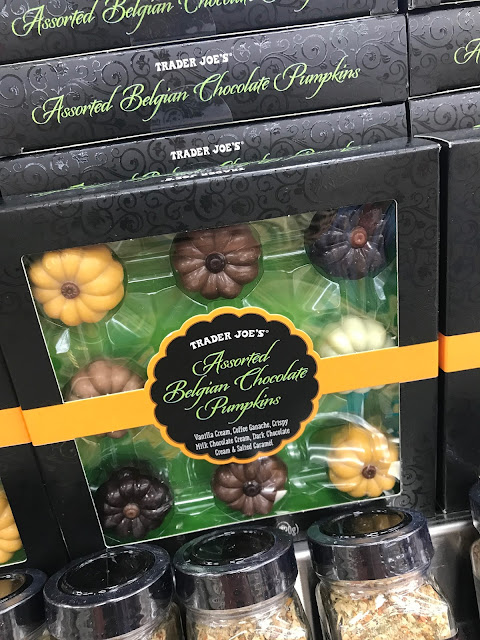 Assorted Belgian Chocolate Pumpkins
TRADER JOE'S®
Assorted Belgian Chocolate Pumpkins
TRADER JOE'S®
TRADER JOE'S®
Assorted
Belgian Chocolate
Pumpkins
Vanilla Cream, Coffee Ganache, Crispy
Milk Chocolate Cream, Dark Chocolate
Cream & Salted Caramel